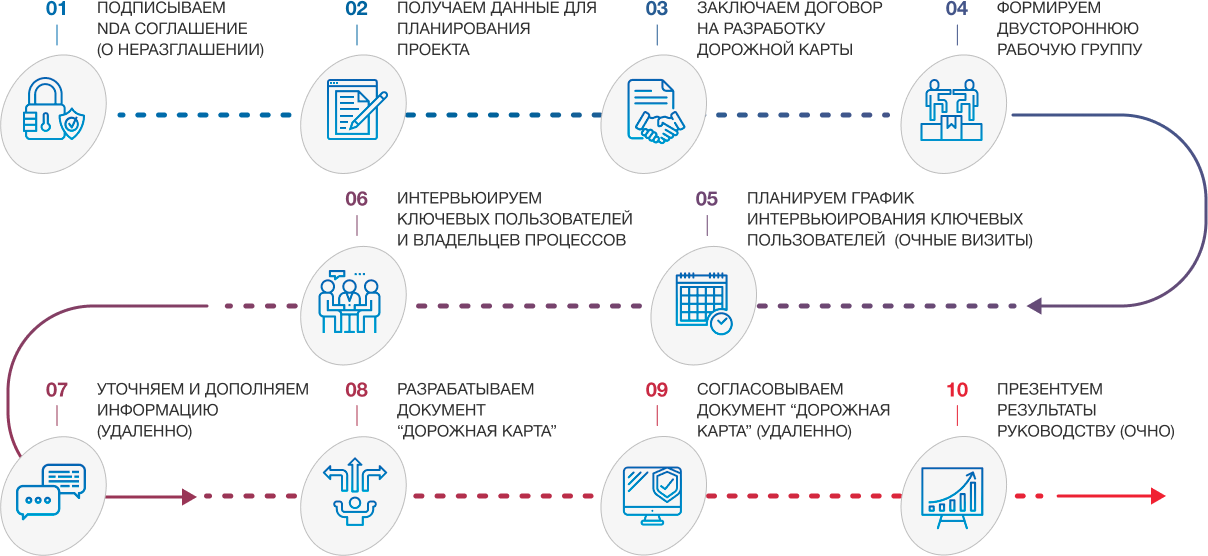 01
ПОДПИСЫВАЕМ
NDA СОГЛАШЕНИЕ
(О НЕРАЗГЛАШЕНИИ)
02
ПОЛУЧАЕМ ДАННЫЕ ДЛЯ
ПЛАНИРОВАНИЯ
ПРОЕКТА
03
ЗАКЛЮЧАЕМ ДОГОВОР
НА РАЗРАБОТКУ
ДОРОЖНОЙ КАРТЫ
04
ФОРМИРУЕМ
ДВУСТОРОННЮЮ
РАБОЧУЮ ГРУППУ
05
ПЛАНИРУЕМ ГРАФИК
ИНТЕРВЬЮИРОВАНИЯ КЛЮЧЕВЫХ
ПОЛЬЗОВАТЕЛЕЙ (ОЧНЫЕ ВИЗИТЫ)
06
ИНТЕРВЬЮИРУЕМ
КЛЮЧЕВЫХ ПОЛЬЗОВАТЕЛЕЙ
И ВЛАДЕЛЬЦЕВ ПРОЦЕССОВ
07
УТОЧНЯЕМ И ДОПОЛНЯЕМ
ИНФОРМАЦИЮ
(УДАЛЕННО)
08
РАЗРАБАТЫВАЕМ
ДОКУМЕНТ
“ДОРОЖНАЯ КАРТА”
09
СОГЛАСОВЫВАЕМ
ДОКУМЕНТ “ДОРОЖНАЯ
КАРТА” (УДАЛЕННО)
10
ПРЕЗЕНТУЕМ
РЕЗУЛЬТАТЫ
РУКОВОДСТВУ (ОЧНО)